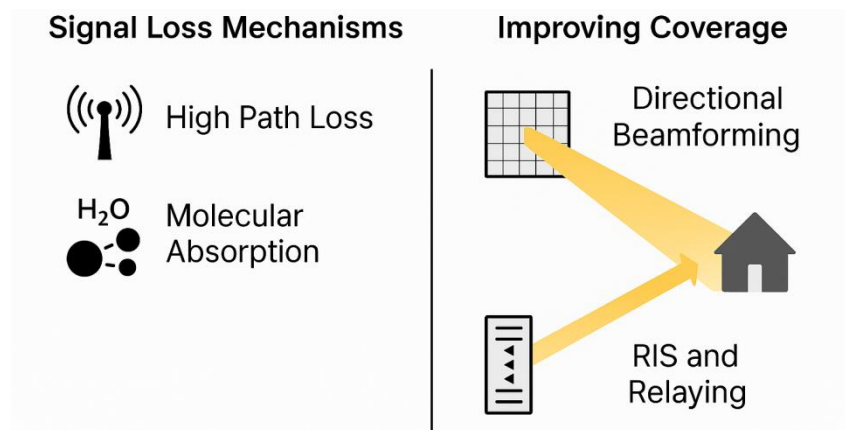 Signal Loss Mechanisms
High Path Loss
H₂O
Molecular
Absorption
Improving Coverage
Directional
Beamforming
RIS and
Relaying